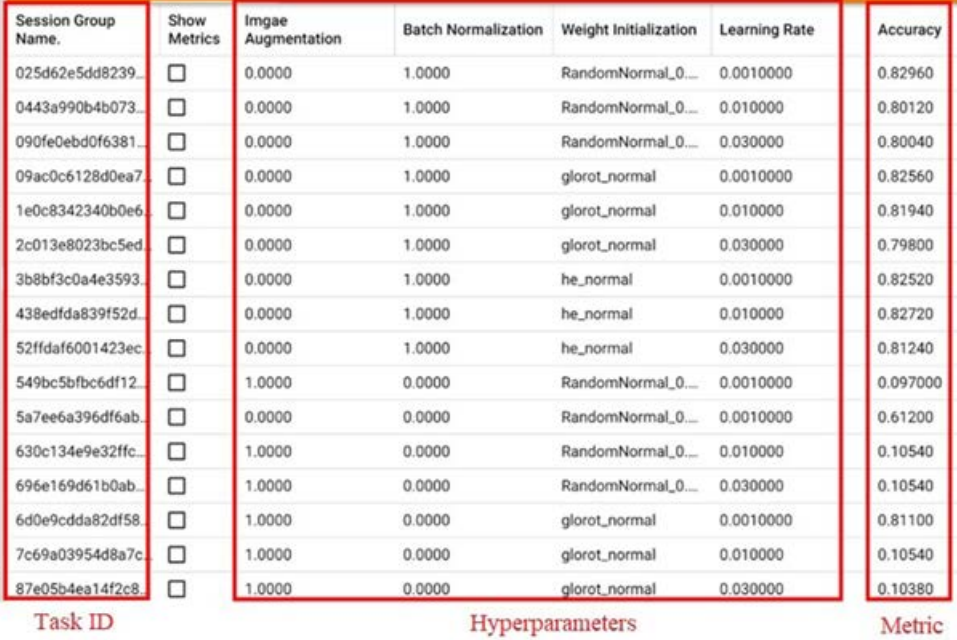 Session Group Name. Show Metrics Imgae Augmentation Batch Normalization Weight Initialization Learning Rate Accuracy
025d62e5dd8239... 0.0000 1.0000 RandomNormal_0.... 0.0010000 0.82960
0443a990b4b073... 0.0000 1.0000 RandomNormal_0.... 0.010000 0.80120
090fe0ebd0f6381... 0.0000 1.0000 RandomNormal_0.... 0.030000 0.80040
09ac0c6128d0ea7... 0.0000 1.0000 glorot_normal 0.0010000 0.82560
1e0c8342340b0e6... 0.0000 1.0000 glorot_normal 0.010000 0.81940
2c013e8023bc5ed... 0.0000 1.0000 glorot_normal 0.030000 0.79800
3b8bf3c0a4e3593... 0.0000 1.0000 he_normal 0.0010000 0.82520
438edfda839f52d... 0.0000 1.0000 he_normal 0.010000 0.82720
52ffdaf6001423ec... 0.0000 1.0000 he_normal 0.030000 0.81240
549bc5bfbc6df12... 1.0000 0.0000 RandomNormal_0.... 0.0010000 0.097000
5a7ee6a396df6ab... 0.0000 0.0000 RandomNormal_0.... 0.0010000 0.61200
630c134e9e32ffc... 1.0000 0.0000 RandomNormal_0.... 0.010000 0.10540
696e169d61b0ab... 1.0000 0.0000 RandomNormal_0.... 0.030000 0.10540
6d0e9cdda82df58... 1.0000 0.0000 glorot_normal 0.0010000 0.81100
7c69a03954d8a7c... 1.0000 0.0000 glorot_normal 0.010000 0.10540
87e05b4ea14f2c8... 1.0000 0.0000 glorot_normal 0.030000 0.10380
Task ID Hyperparameters Metric